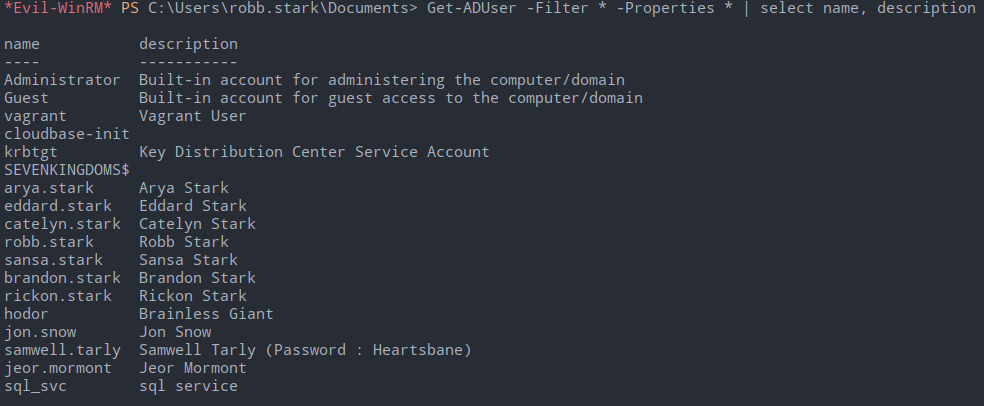 *Evil-WinRM* PS C:\Users\robb.stark\Documents> Get-ADUser -Filter * -Properties * | select name, description
name description
---- -----------
Administrator Built-in account for administering the computer/domain
Guest Built-in account for guest access to the computer/domain
vagrant Vagrant User
cloudbase-init
krbtgt Key Distribution Center Service Account
SEVENKINGDOMS$
arya.stark Arya Stark
eddard.stark Eddard Stark
catelyn.stark Catelyn Stark
robb.stark Robb Stark
sansa.stark Sansa Stark
brandon.stark Brandon Stark
rickon.stark Rickon Stark
hodor Brainless Giant
jon.snow Jon Snow
samwell.tarly Samwell Tarly (Password : Heartsbane)
jeor.mormont Jeor Mormont
sql_svc sql service